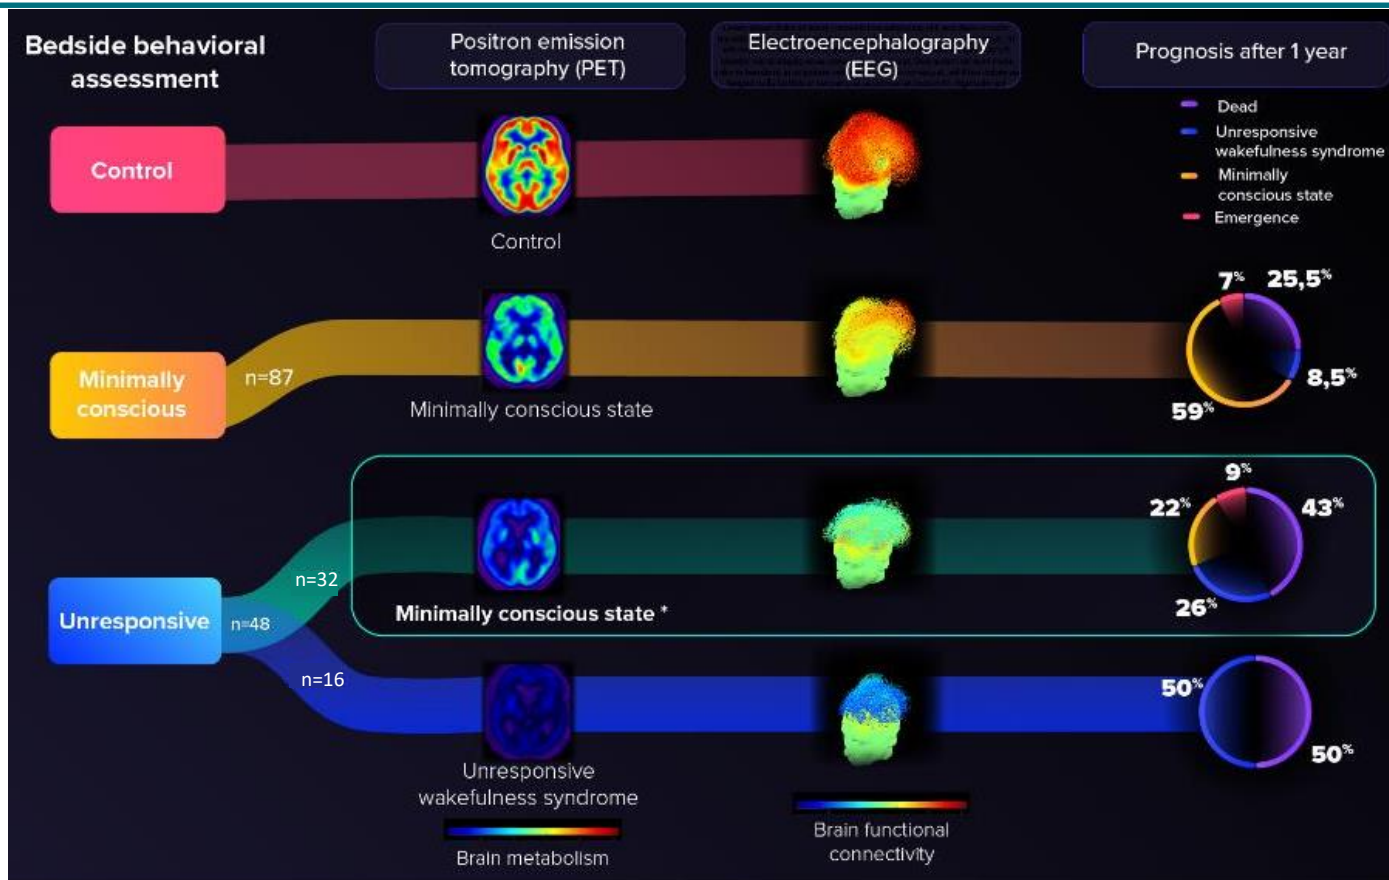 Bedside behavioral
assessment
Positron emission
tomography (PET)
Electroencephalography
(EEG)
Prognosis after 1 year
Dead
Unresponsive
wakefulness syndrome
Minimally
conscious state
Emergence
Control
Control
Minimally
conscious
n=87
Minimally conscious state
7%
25,5%
8,5%
59%
Unresponsive
n=48
n=32
Minimally conscious state *
9%
22%
43%
26%
n=16
Unresponsive
wakefulness syndrome
50%
50%
Brain metabolism
Brain functional
connectivity